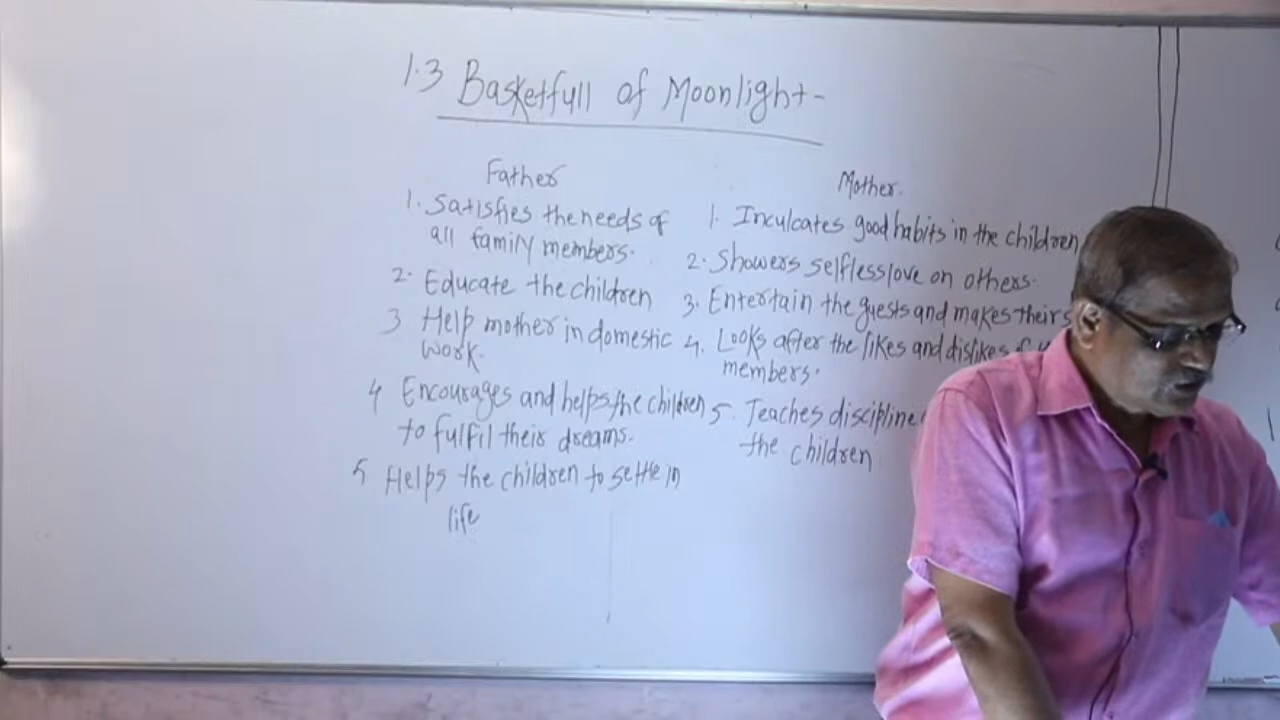 1.3 Basketfull of Moonlight-
Father
1. Satisfies the needs of
all family members.
2. Educate the children
3 Help mother in domestic
work.
4 Encourages and helps the children
to fulfil their dreams.
5 Helps the children to settle in
life
Mother.
1. Inculcates good habits in the children
2. Showers selfless love on others.
3. Entertain the guests and makes their
4. Looks after the likes and dislikes of
members.
5. Teaches discipline
the children